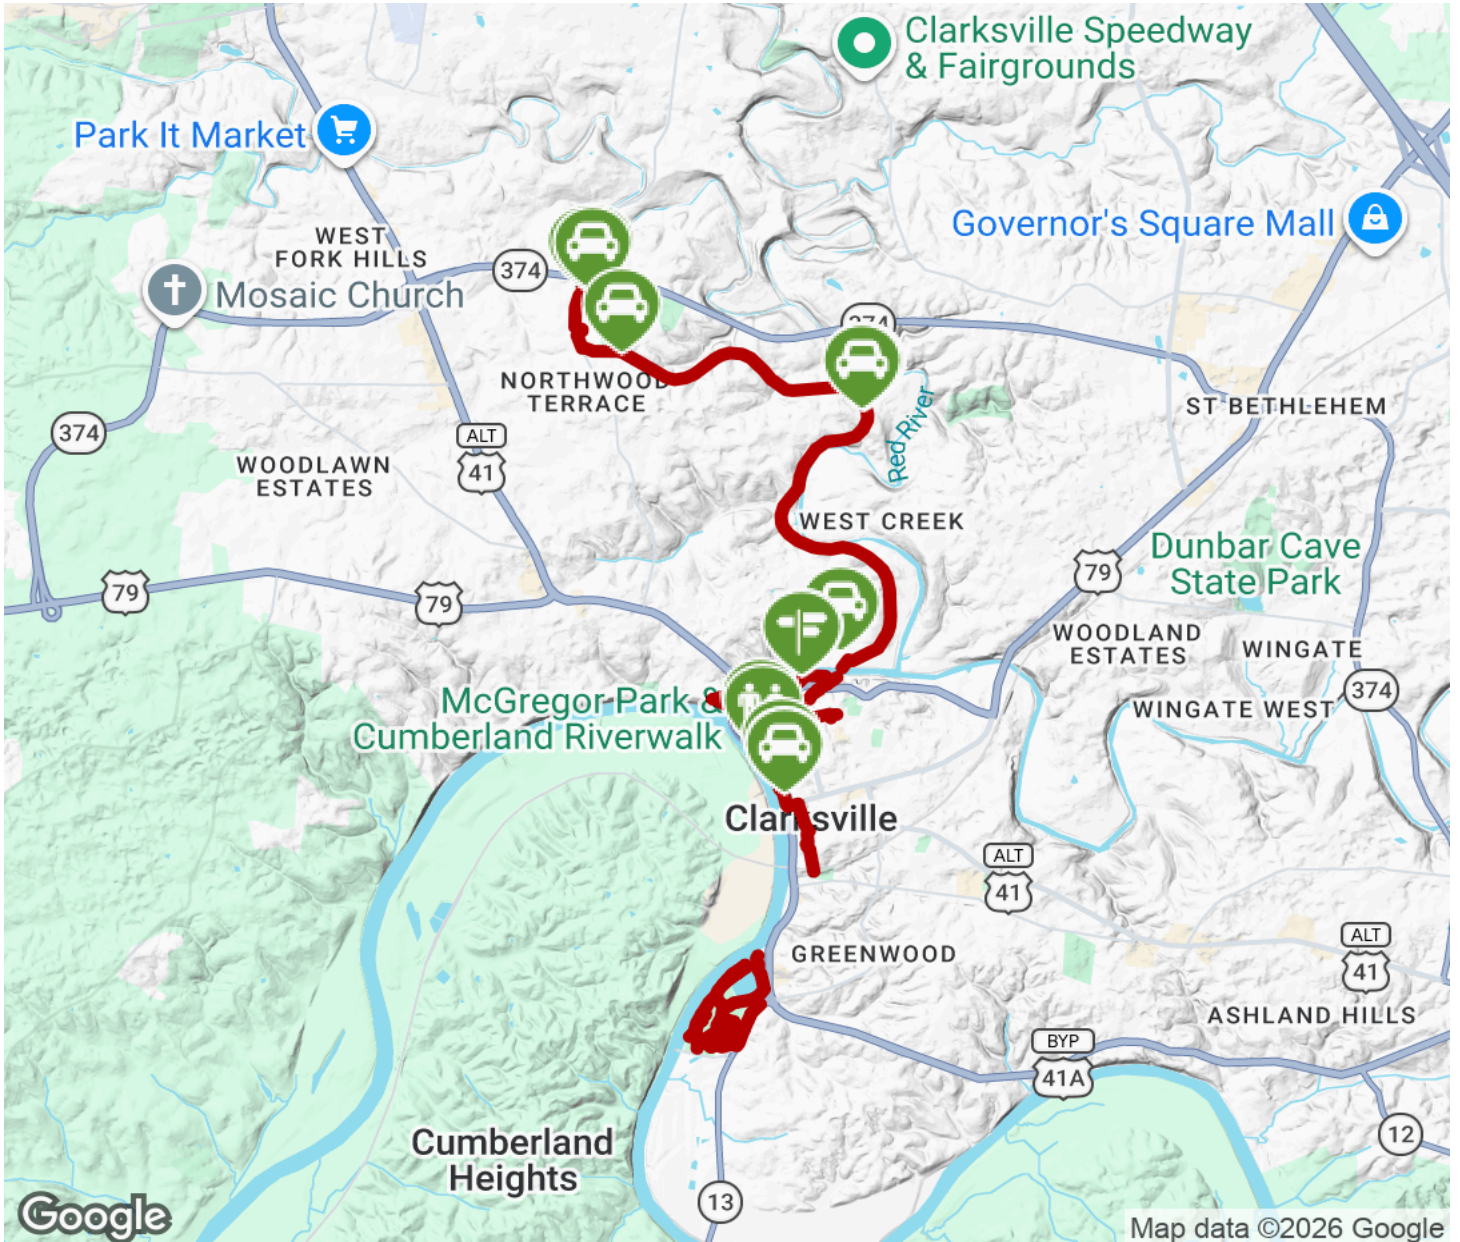 Clarksville Speedway
& Fairgrounds
Park It Market
Governor's Square Mall
WEST
FORK HILLS
374
Mosaic Church
374
NORTHWOOD
TERRACE
Red River
ST BETHLEHEM
374
ALT
41
WOODLAWN
ESTATES
WEST CREEK
Dunbar Cave
State Park
79
79
79
WOODLAND
ESTATES
WINGATE
374
McGregor Park &
Cumberland Riverwalk
WINGATE WEST
Clarksville
ALT
41
GREENWOOD
ALT
41
ASHLAND HILLS
BYP
41A
Cumberland
Heights
12
13
Google
Map data ©2026 Google